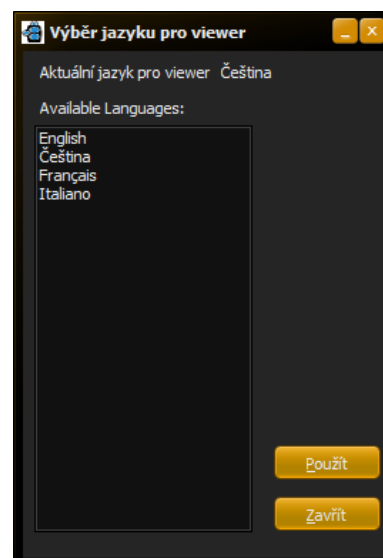 Výběr jazyku pro viewer
Aktuální jazyk pro viewer Čeština
Available Languages:
English
Čeština
Français
Italiano
Použít
Zavřít